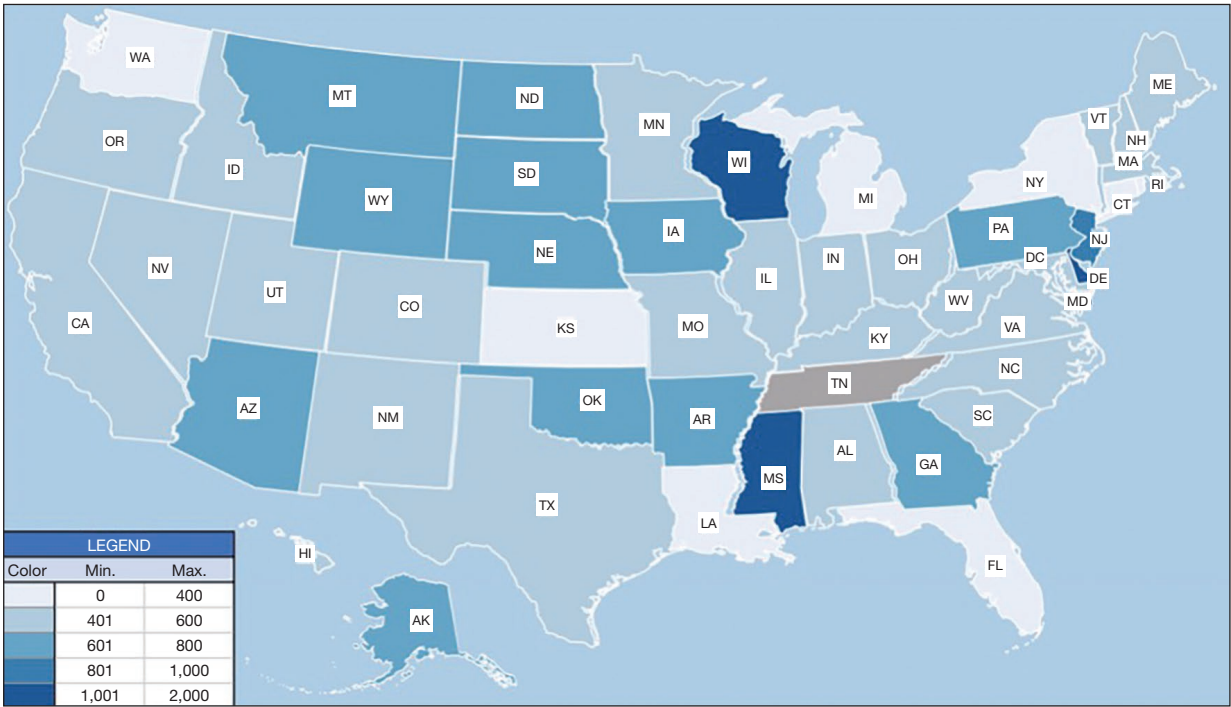 WA
MT
ND
MN
ME
VT
NH
OR
ID
SD
WI
MA
RI
WY
NY
MI
CT
IA
PA
NJ
NE
NV
UT
CO
IL
IN
OH
DC
DE
WV
MD
CA
KS
MO
KY
VA
NC
TN
AZ
NM
OK
AR
SC
AL
GA
MS
TX
LA
HI
FL
AK
LEGEND
Color Min. Max.
0 400
401 600
601 800
801 1,000
1,001 2,000